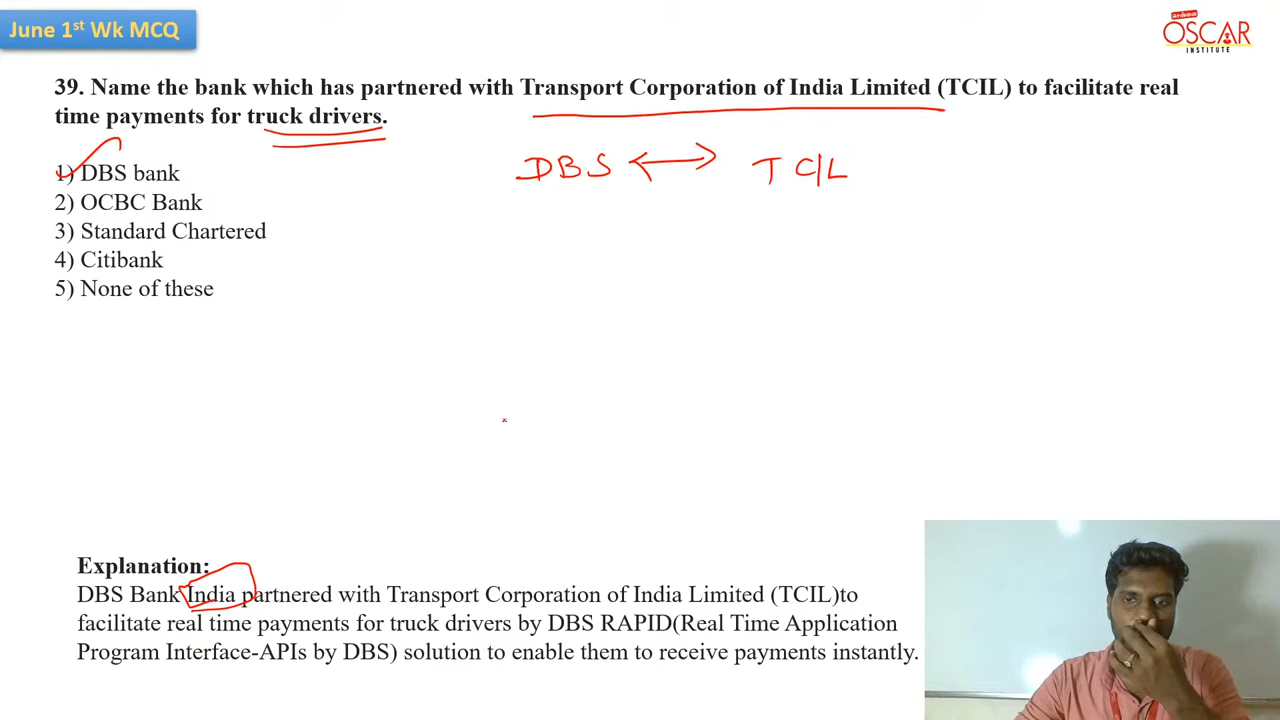 June 1st Wk MCQ
OSCAR
INSTITUTE
39. Name the bank which has partnered with Transport Corporation of India Limited (TCIL) to facilitate real
time payments for truck drivers.
1) DBS bank
DBS ↔ TCIL
2) OCBC Bank
3) Standard Chartered
4) Citibank
5) None of these
Explanation:
DBS Bank India partnered with Transport Corporation of India Limited (TCIL)to
facilitate real time payments for truck drivers by DBS RAPID(Real Time Application
Program Interface-APIs by DBS) solution to enable them to receive payments instantly.